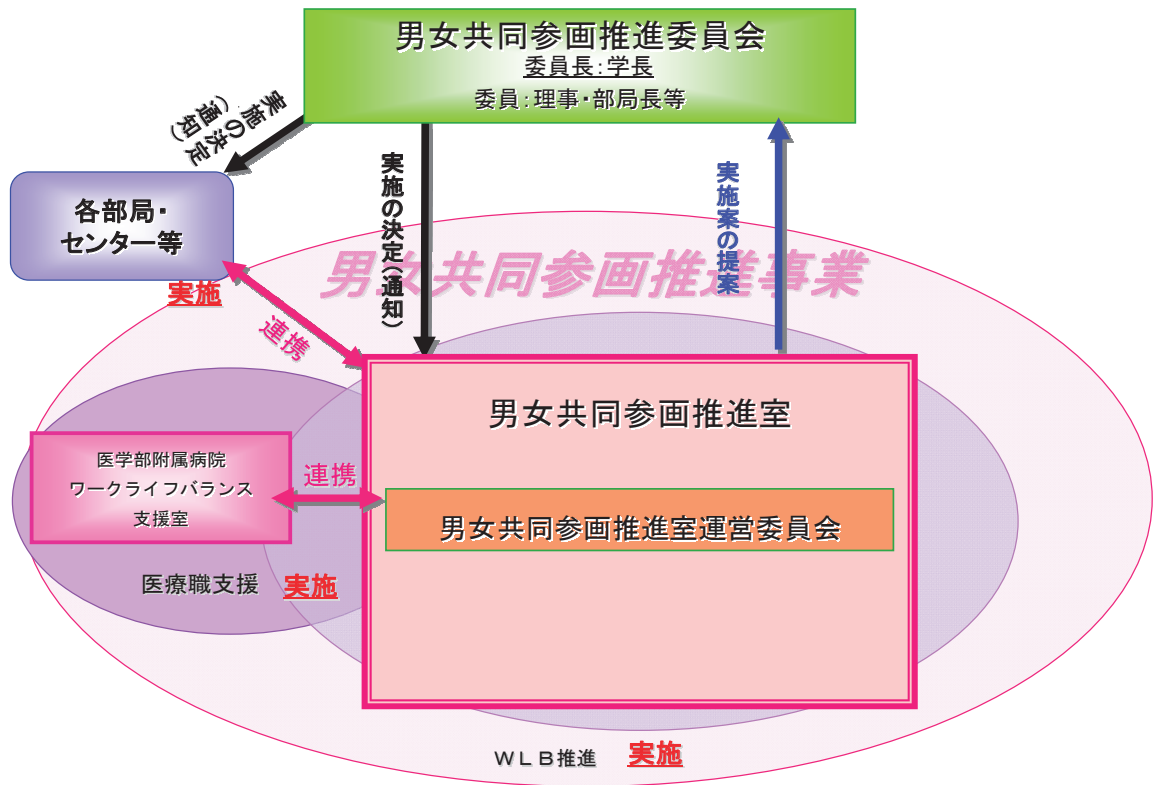 男女共同参画推進委員会
委員長：学長
委員：理事・部局長等
実施の決定
（通知）
実施の決定（通知）
実施案の提案
各部局・
センター等
男女共同参画推進事業
実施
連携
男女共同参画推進室
医学部附属病院
ワークライフバランス
支援室
連携
男女共同参画推進室運営委員会
医療職支援 実施
ＷＬＢ推進 実施